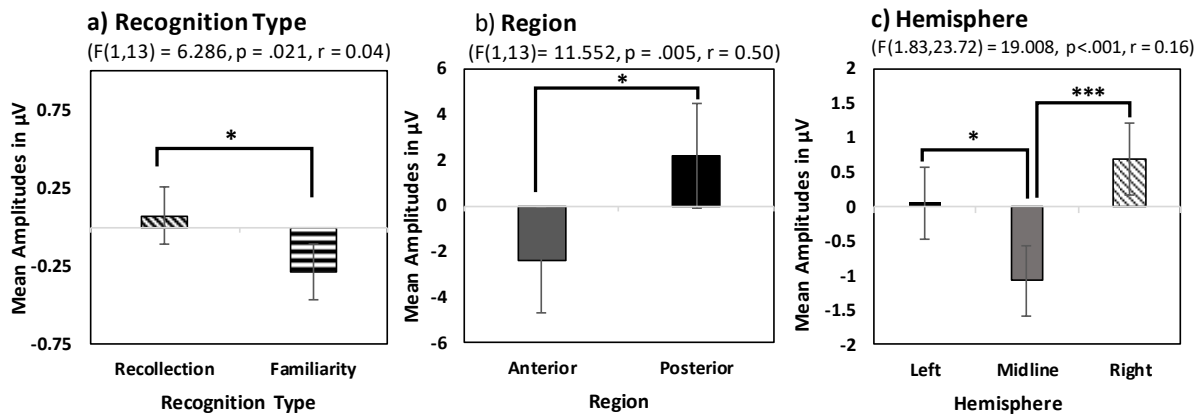 a) Recognition Type
(F(1,13) = 6.286, p = .021, r = 0.04)
Mean Amplitudes in µV
0.75
0.25
-0.25
-0.75
*
Recollection Familiarity
Recognition Type
b) Region
(F(1,13)= 11.552, p = .005, r = 0.50)
Mean Amplitudes in µV
6
4
2
0
-2
-4
-6
*
Anterior Posterior
Region
c) Hemisphere
(F(1.83,23.72) = 19.008, p<.001, r = 0.16)
Mean Amplitudes in µV
2
1.5
1
0.5
0
-0.5
-1
-1.5
-2
*
***
Left Midline Right
Hemisphere